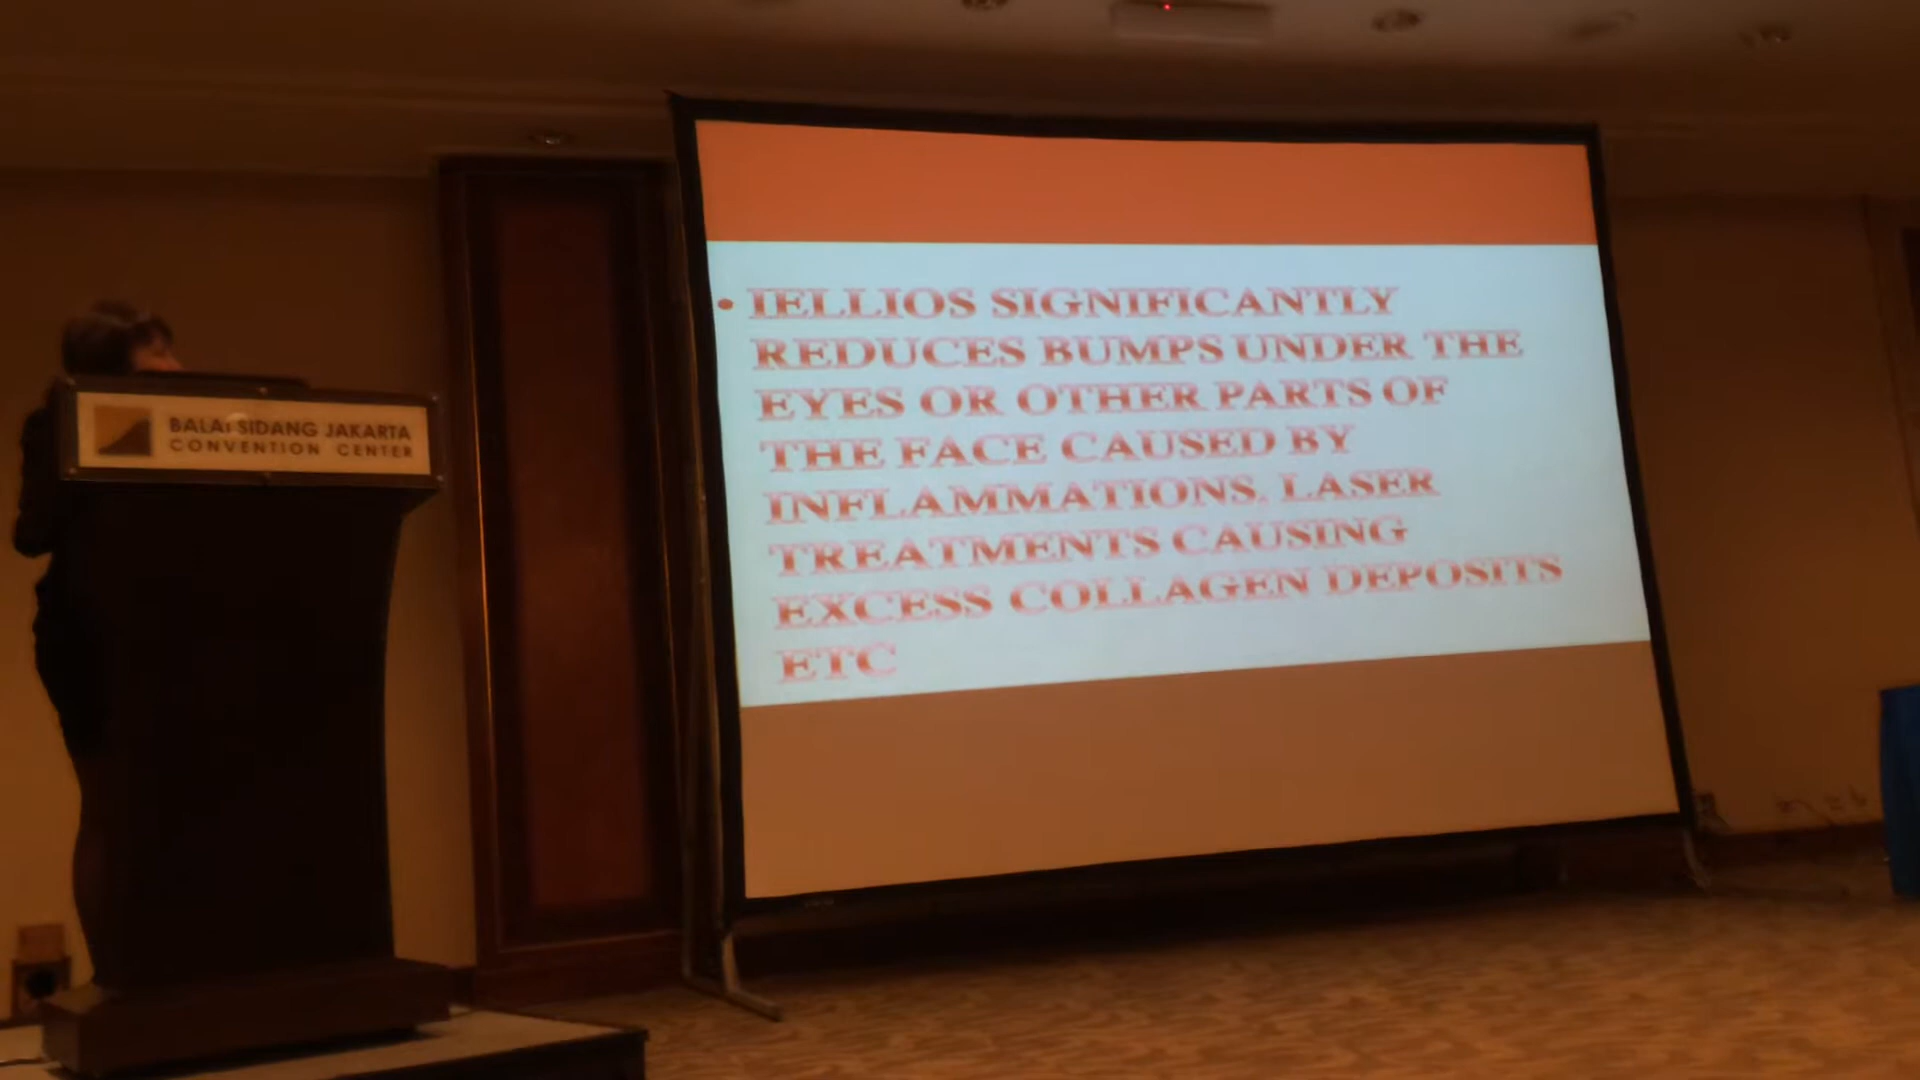 BALAI SIDANG JAKARTA
CONVENTION CENTER
• IELLIOS SIGNIFICANTLY
REDUCES BUMPS UNDER THE
EYES OR OTHER PARTS OF
THE FACE CAUSED BY
INFLAMMATIONS, LASER
TREATMENTS CAUSING
EXCESS COLLAGEN DEPOSITS
ETC